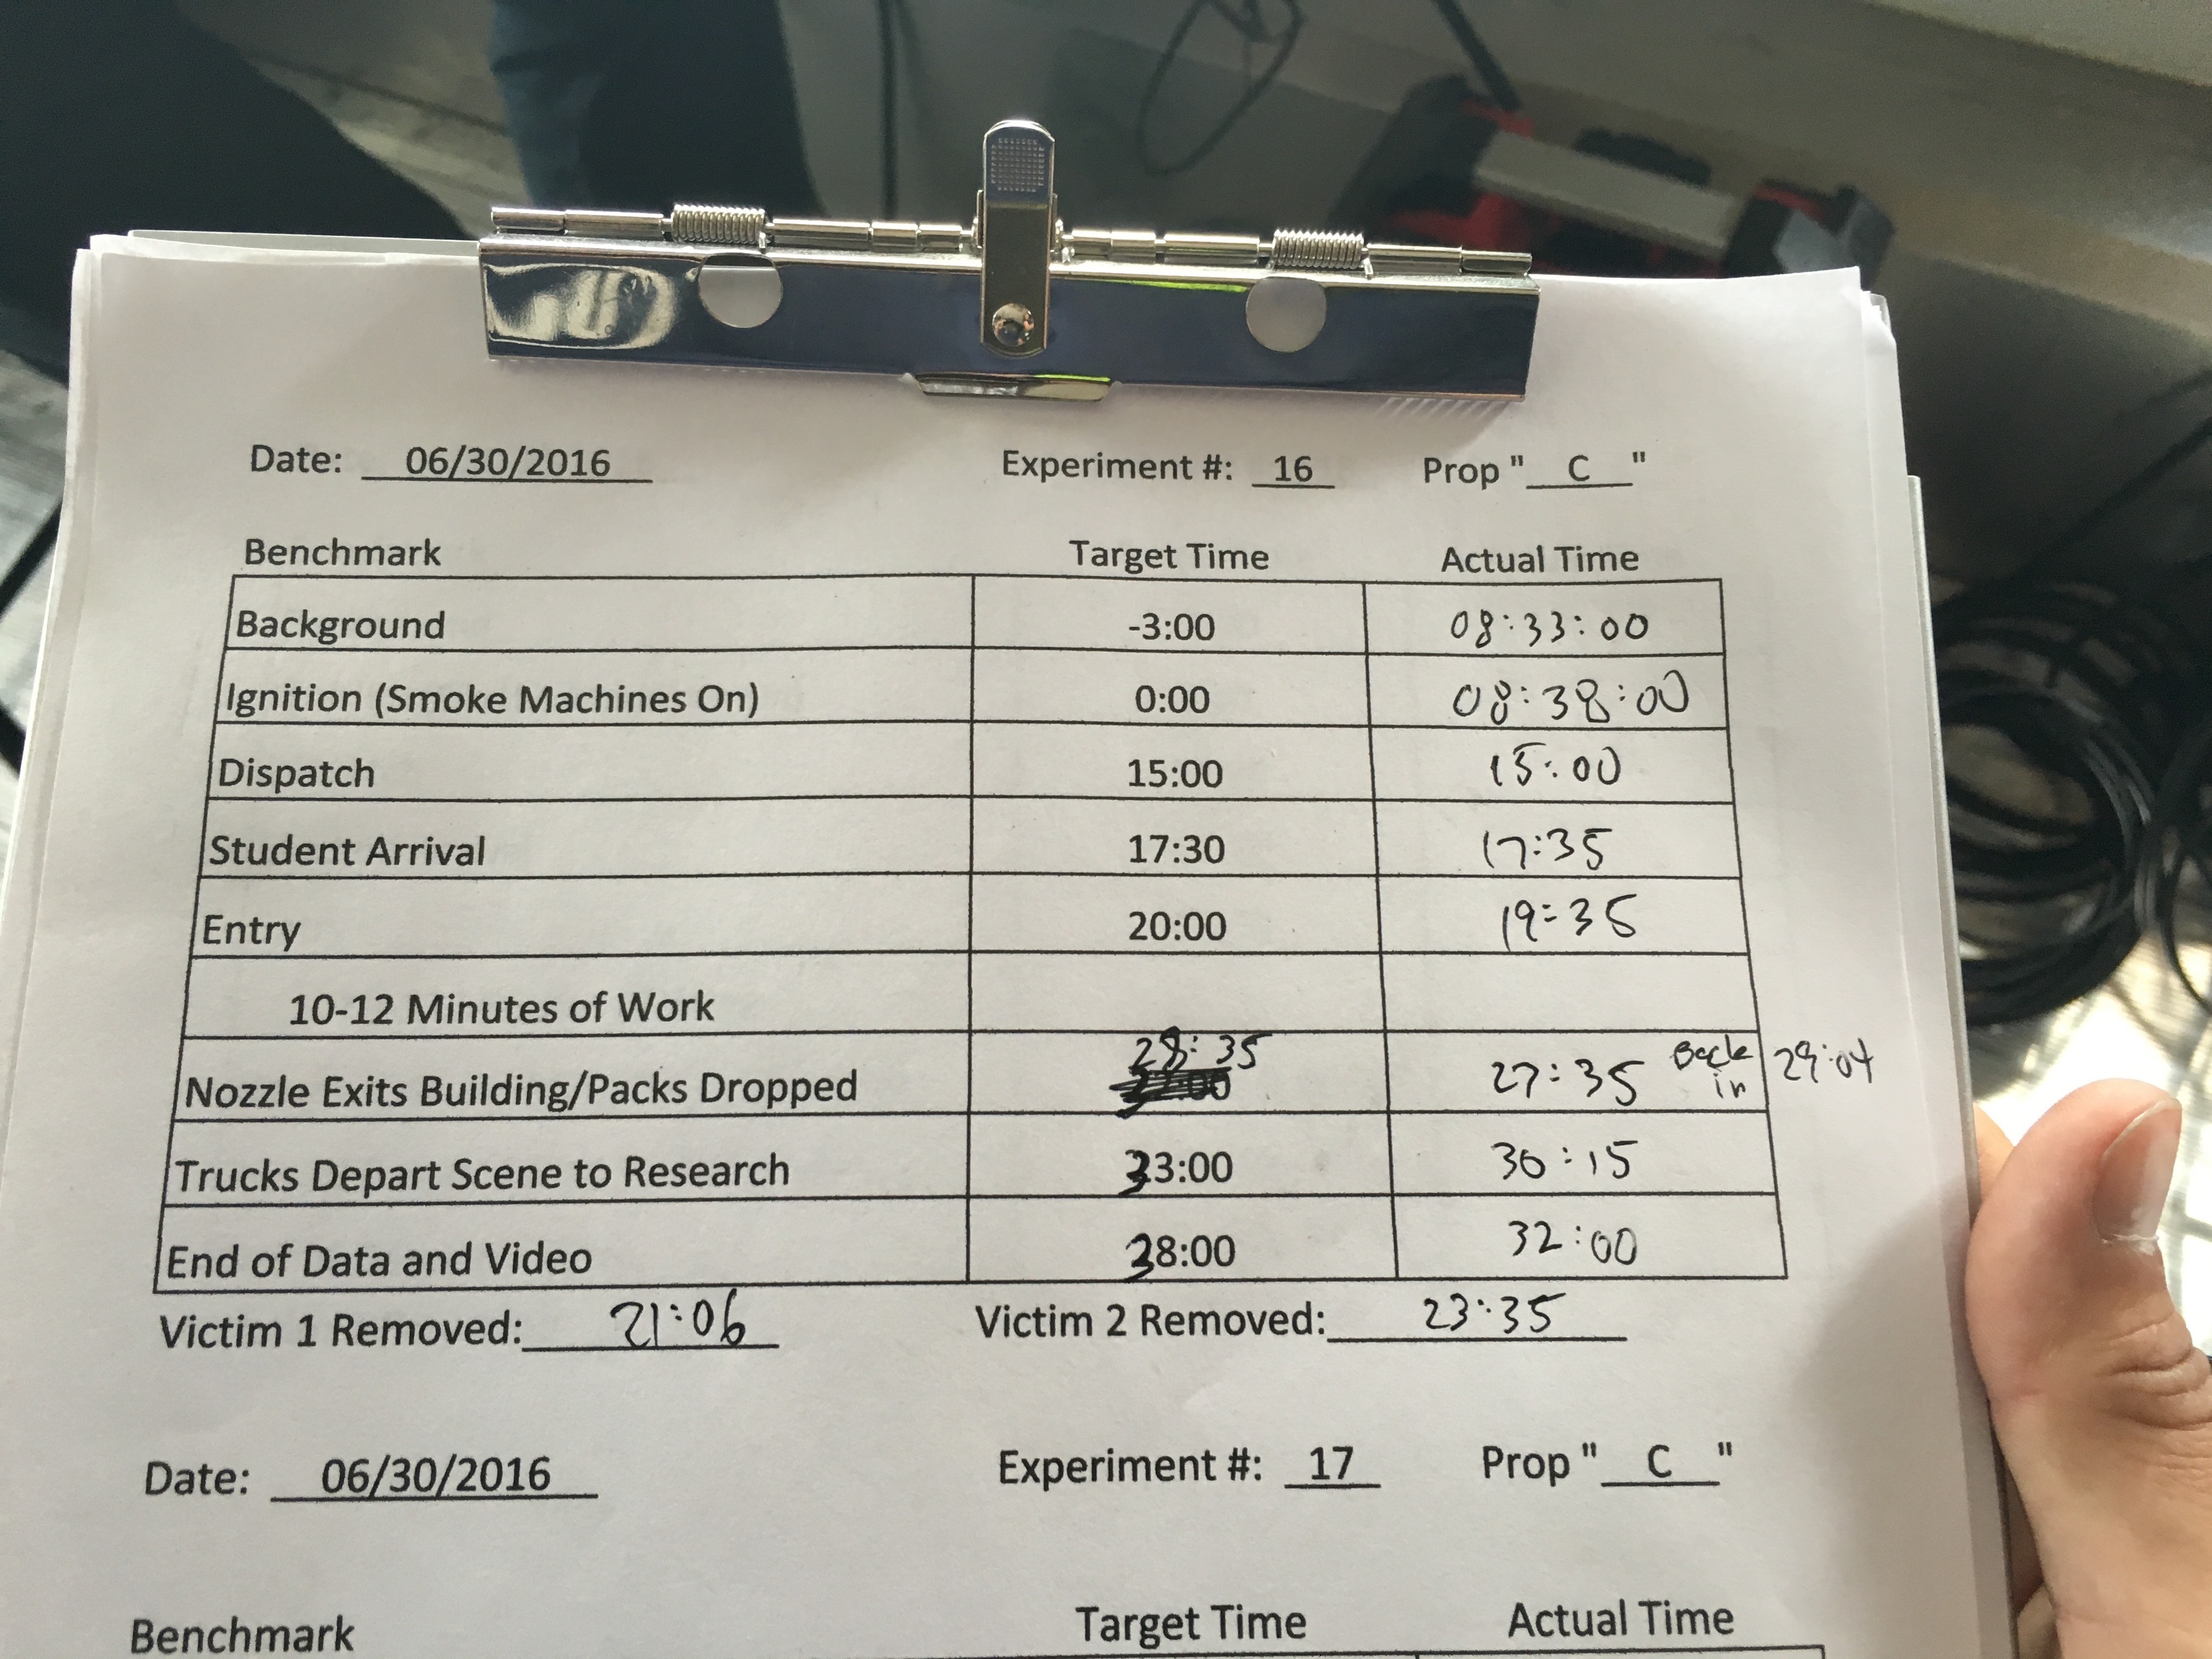 Date: 06/30/2016 Experiment #: 16 Prop " C "
Benchmark Target Time Actual Time
Background -3:00 08:33:00
Ignition (Smoke Machines On) 0:00 08:38:00
Dispatch 15:00 15:00
Student Arrival 17:30 17:35
Entry 20:00 19:35
10-12 Minutes of Work
28:35
Nozzle Exits Building/Packs Dropped 27:35 Back in 29:04
Trucks Depart Scene to Research 33:00 30:15
End of Data and Video 38:00 32:00
Victim 1 Removed: 21:06 Victim 2 Removed: 23:35
Date: 06/30/2016 Experiment #: 17 Prop " C "
Benchmark Target Time Actual Time